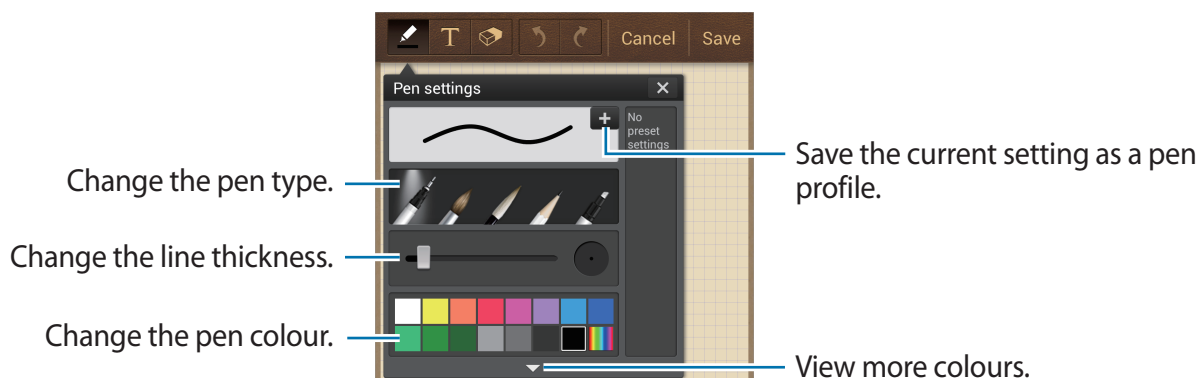 T
Cancel
Save
Pen settings
No
preset
settings
Save the current setting as a pen
profile.
Change the pen type.
Change the line thickness.
Change the pen colour.
View more colours.